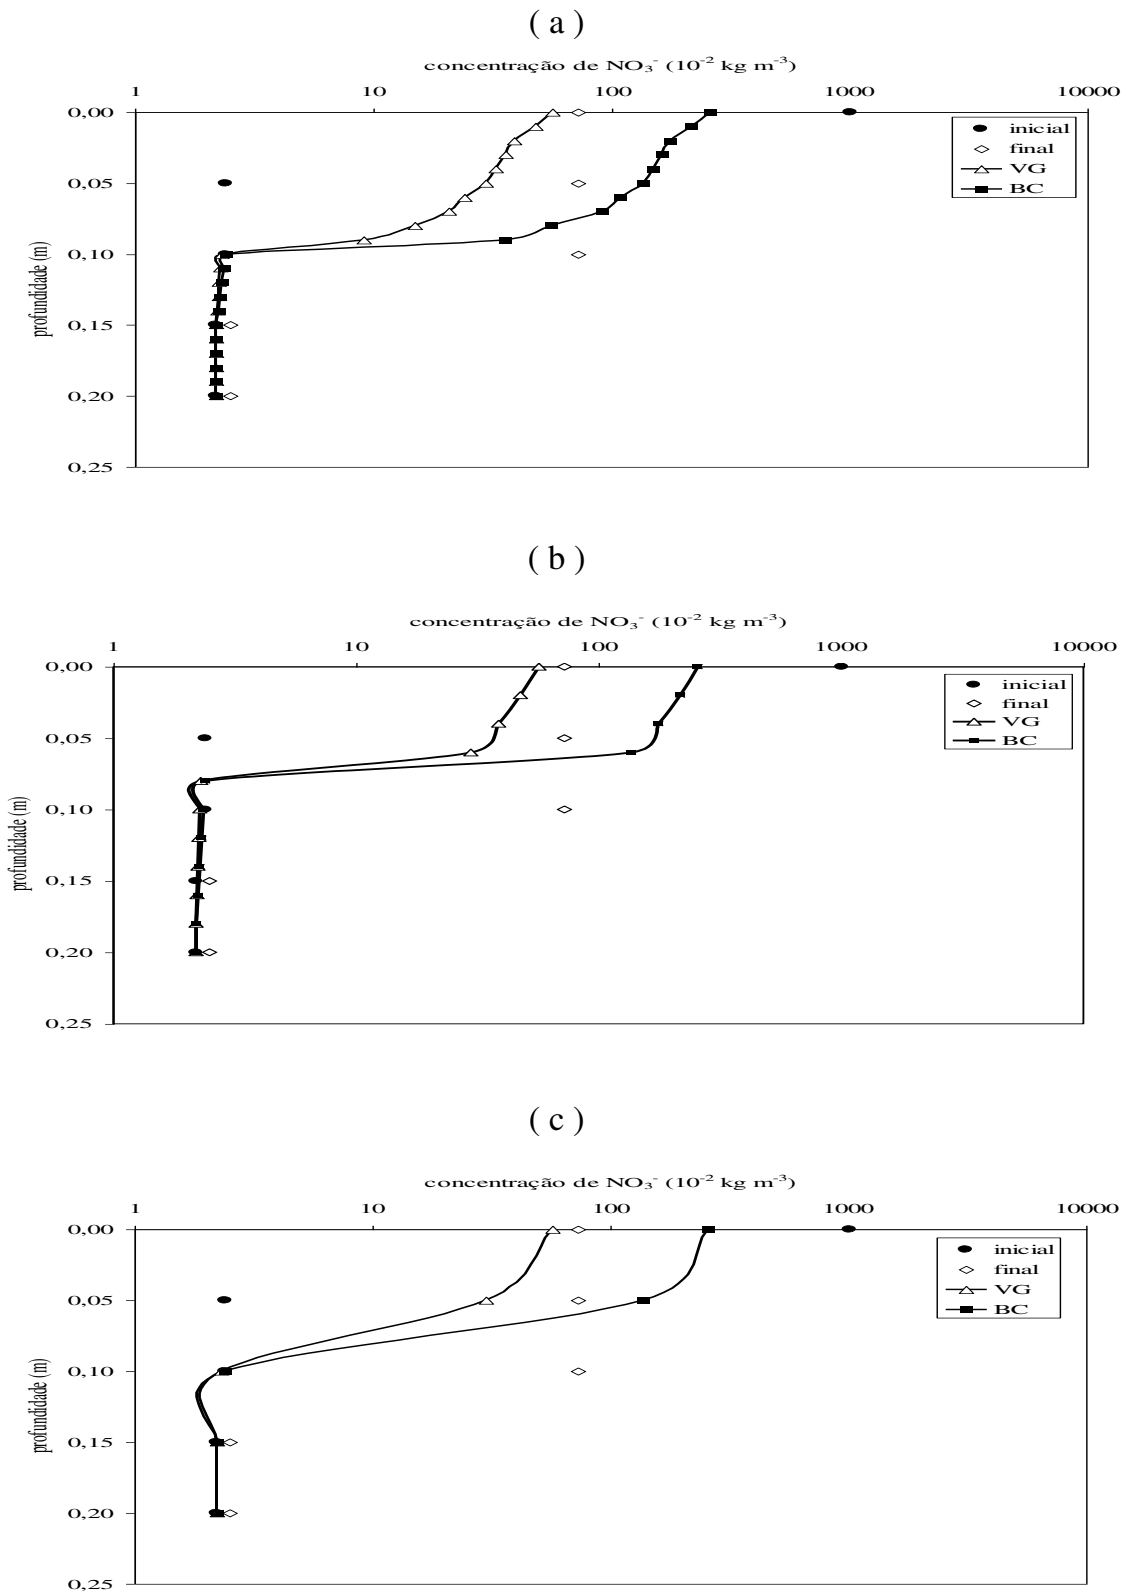 ( a )
concentração de NO₃⁻ (10⁻² kg m⁻³)
1 10 100 1000 10000
0,00
0,05
0,10
0,15
0,20
0,25
profundidade (m)
inicial
final
VG
BC
( b )
concentração de NO₃⁻ (10⁻² kg m⁻³)
1 10 100 1000 10000
0,00
0,05
0,10
0,15
0,20
0,25
profundidade (m)
inicial
final
VG
BC
( c )
concentração de NO₃⁻ (10⁻² kg m⁻³)
1 10 100 1000 10000
0,00
0,05
0,10
0,15
0,20
0,25
profundidade (m)
inicial
final
VG
BC